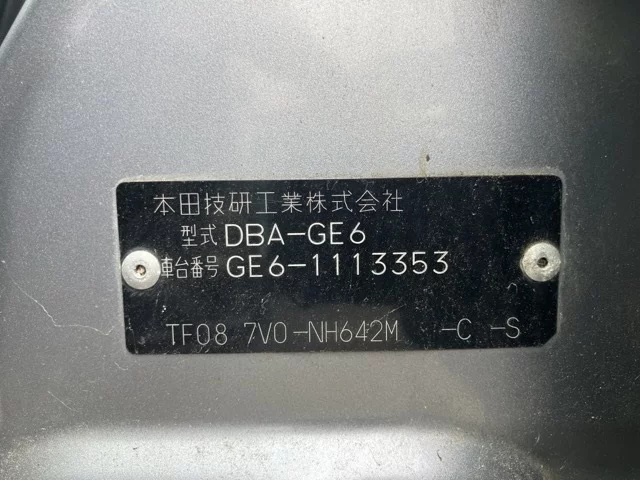 本田技研工業株式会社
型式 DBA-GE6
車台番号 GE6-1113353
TF08 7V0-NH642M -C -S